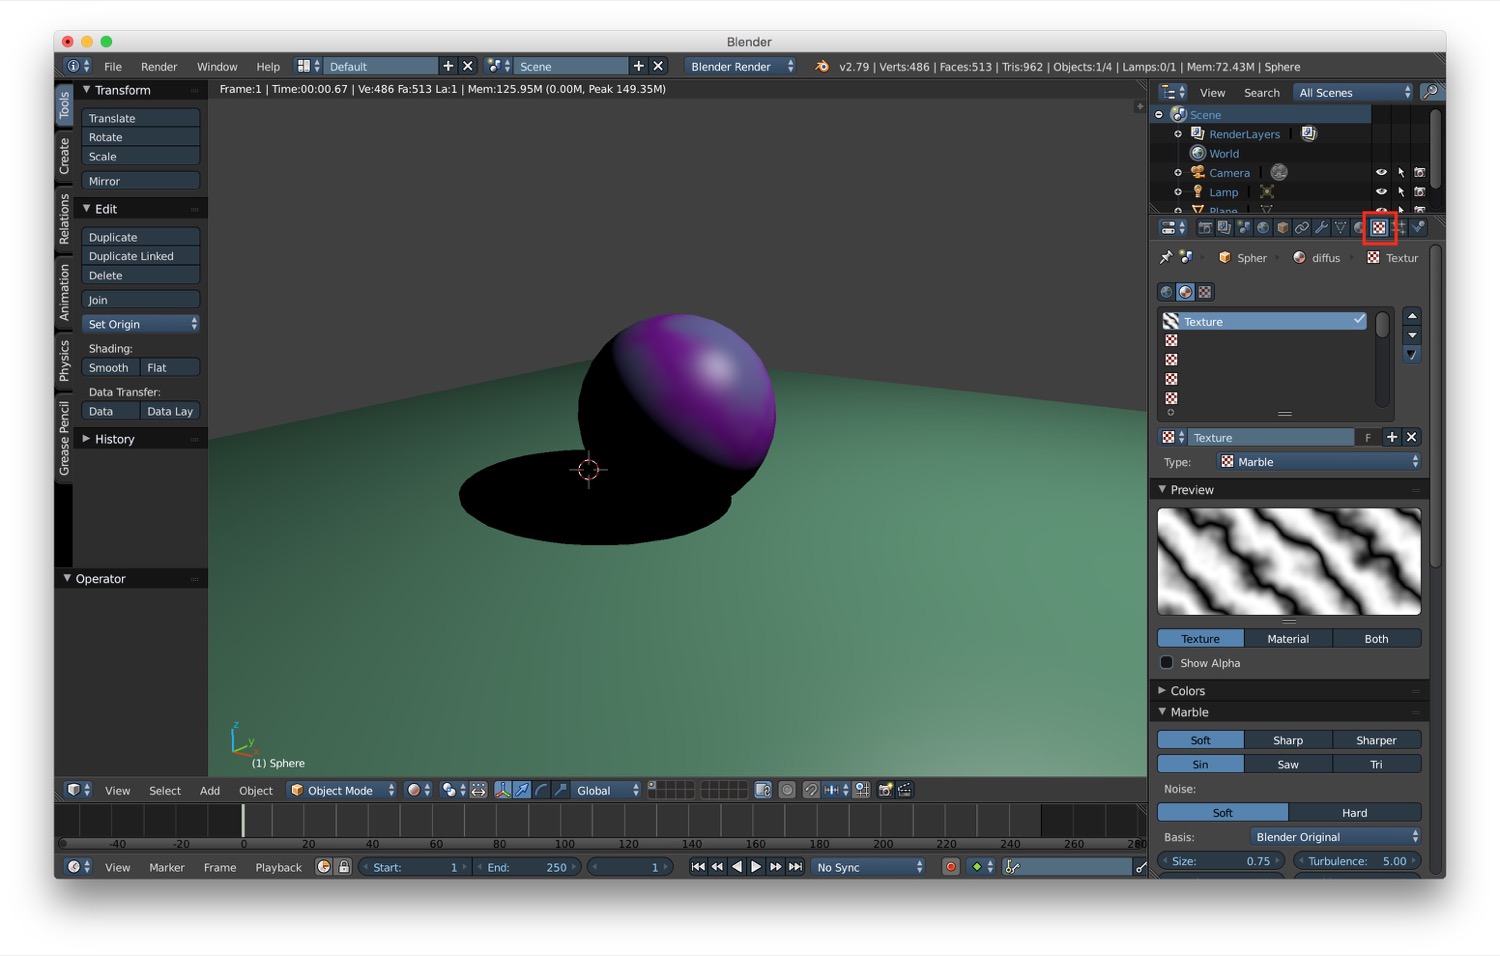 Blender
File Render Window Help Default Scene Blender Render v2.79 | Verts:486 | Faces:513 | Tris:962 | Objects:1/4 | Lamps:0/1 | Mem:72.43M | Sphere
Frame:1 | Time:00:00.67 | Ve:486 Fa:513 La:1 | Mem:125.95M (0.00M, Peak 149.35M)
Tools
Create
Relations
Animation
Physics
Grease Pencil
Transform
Translate
Rotate
Scale
Mirror
Edit
Duplicate
Duplicate Linked
Delete
Join
Set Origin
Shading:
Smooth Flat
Data Transfer:
Data Data Lay
History
Operator
z
y
x
(1) Sphere
View Select Add Object Object Mode Global
-40 -20 0 20 40 60 80 100 120 140 160 180 200 220 240 260 280
View Marker Frame Playback Start: 1 End: 250 1 No Sync
View Search All Scenes
Scene
RenderLayers
World
Camera
Lamp
Plane
Spher diffus Textur
Texture
Texture F
Type: Marble
Preview
Texture Material Both
Show Alpha
Colors
Marble
Soft Sharp Sharper
Sin Saw Tri
Noise:
Soft Hard
Basis: Blender Original
Size: 0.75 Turbulence: 5.00